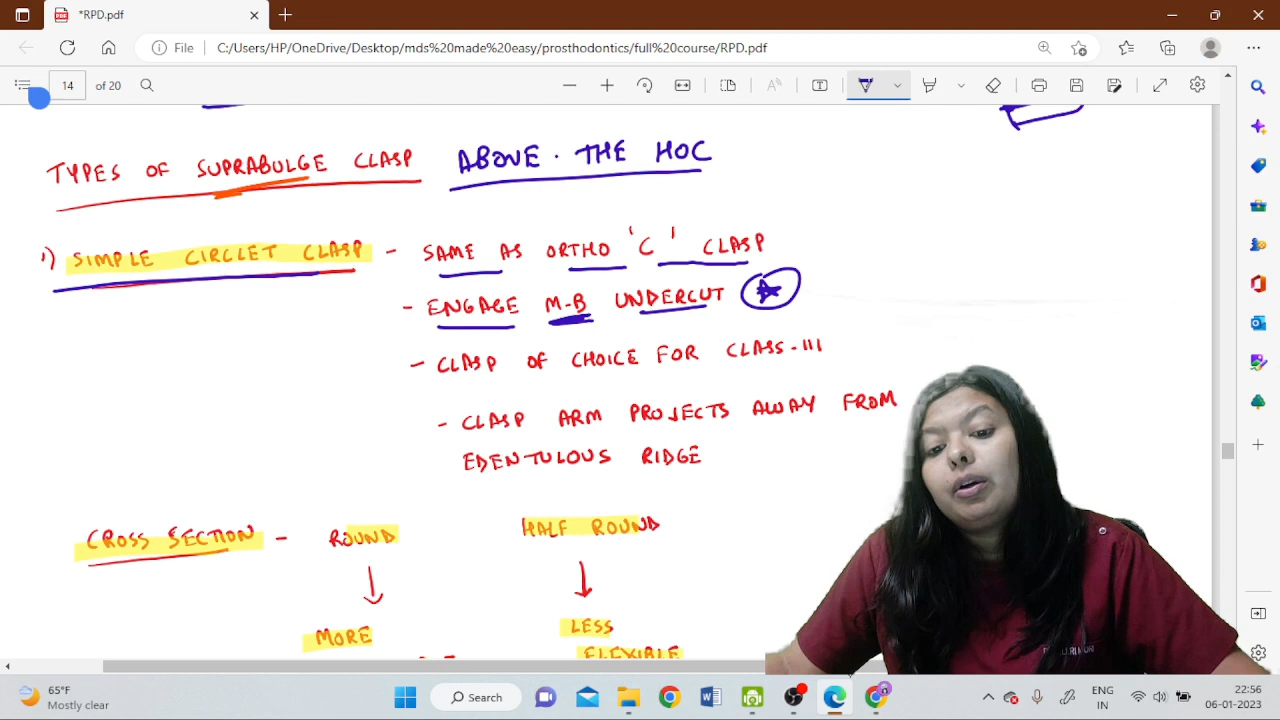 *RPD.pdf
File C:/Users/HP/OneDrive/Desktop/mds%20made%20easy/prosthodontics/full%20course/RPD.pdf
14 of 20
TYPES OF SUPRABULGE CLASP ABOVE. THE HOC
1) SIMPLE CIRCLET CLASP - SAME AS ORTHO 'C' CLASP
- ENGAGE M-B UNDERCUT
- CLASP OF CHOICE FOR CLASS-III
- CLASP ARM PROJECTS AWAY FROM
EDENTULOUS RIDGE
CROSS SECTION - ROUND HALF ROUND
MORE LESS
FLEXIBLE
65°F
Mostly clear
Search
ENG
IN
22:56
06-01-2023